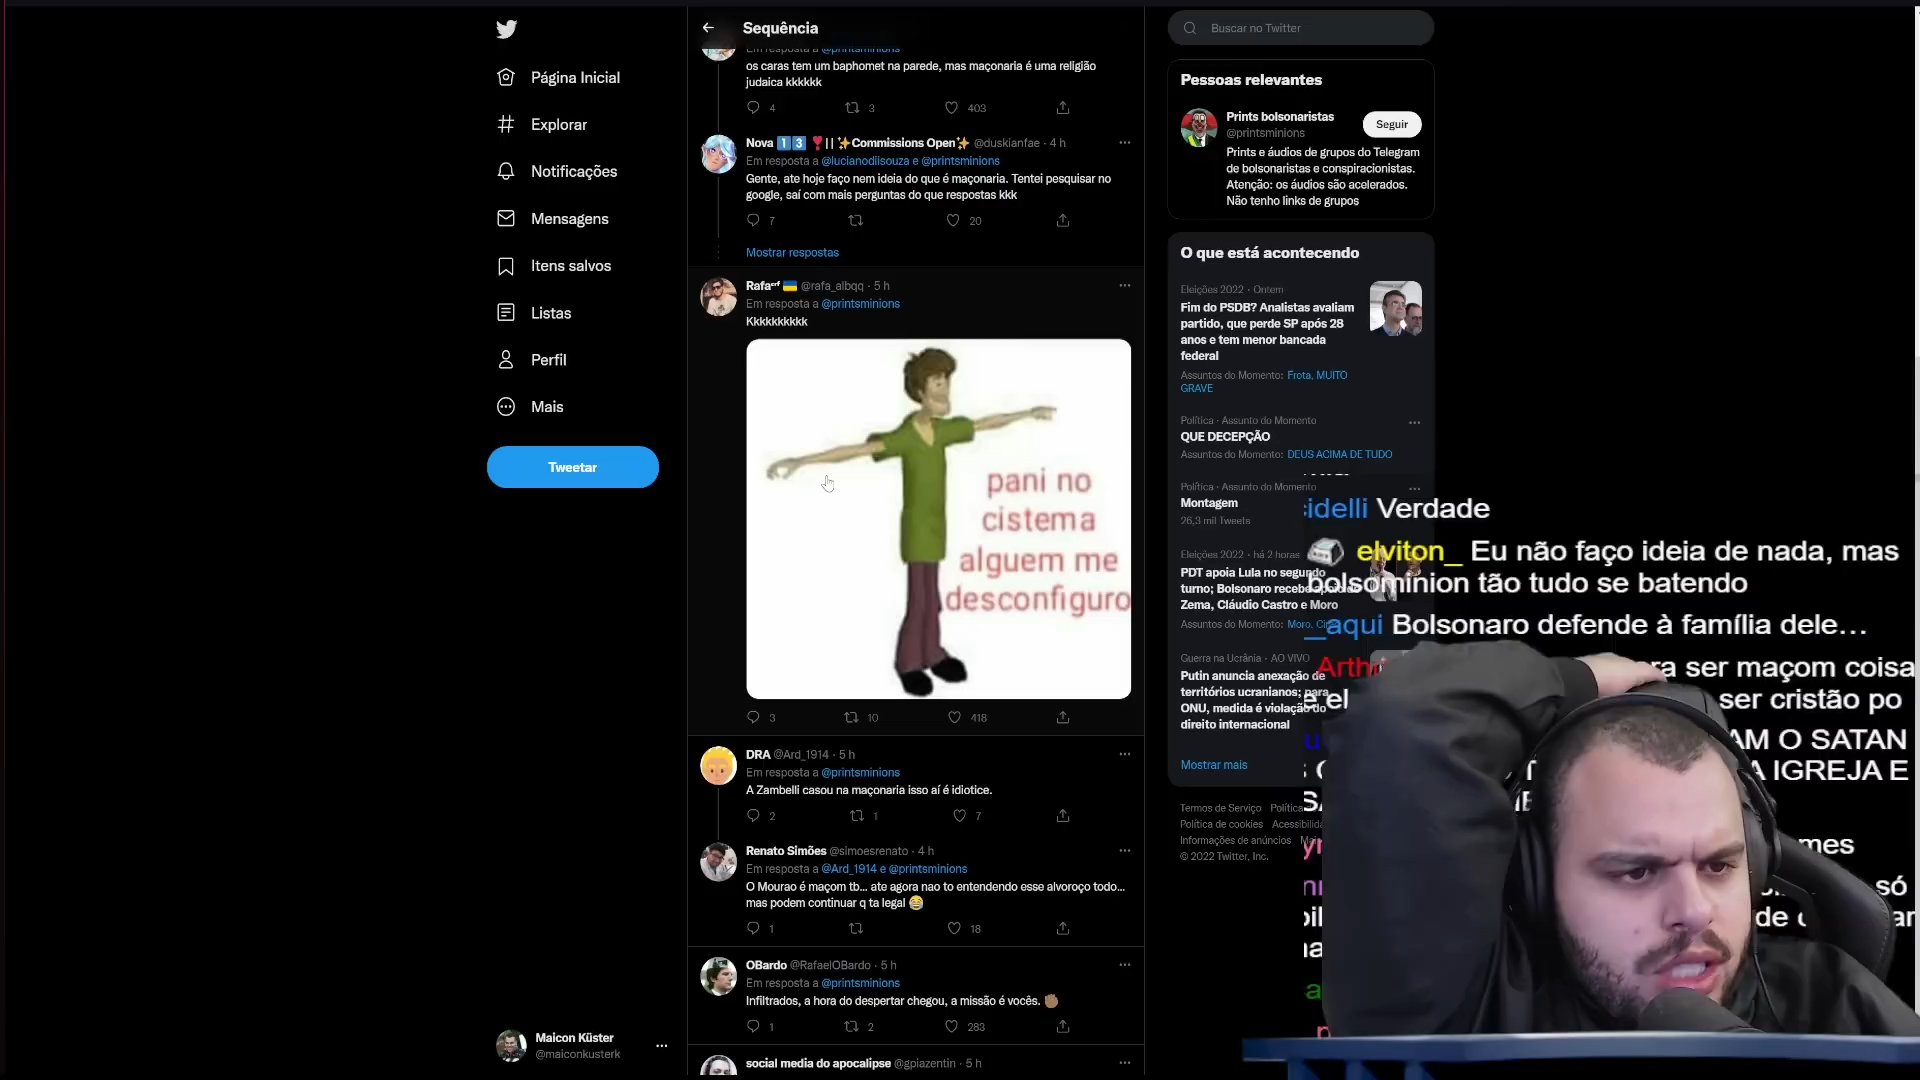 Página Inicial
Explorar
Notificações
Mensagens
Itens salvos
Listas
Perfil
Mais
Tweetar
Maicon Küster
@maiconkusterk
Sequência
Em resposta a @printsminions
os caras tem um baphomet na parede, mas maçonaria é uma religião
judaica kkkkkk
4 3 403
Nova 1 3 || ✨Commissions Open✨ @duskianfae · 4 h
Em resposta a @lucianodiisouza e @printsminions
Gente, ate hoje faço nem ideia do que é maçonaria. Tentei pesquisar no
google, saí com mais perguntas do que respostas kkk
7 20
Mostrar respostas
@rafa_albqq · 5 h
Em resposta a @printsminions
Kkkkkkkkkk
pani no
cistema
alguem me
desconfiguro
3 10 418
DRA @Ard_1914 · 5 h
Em resposta a @printsminions
A Zambelli casou na maçonaria isso aí é idiotice.
2 1 7
Renato Simões @simoesrenato · 4 h
Em resposta a @Ard_1914 e @printsminions
O Mourao é maçom tb... ate agora nao to entendendo esse alvoroço todo...
mas podem continuar q ta legal 😂
1 18
OBardo @RafaelOBardo · 5 h
Em resposta a @printsminions
Infiltrados, a hora do despertar chegou, a missão é vocês.
1 2 283
social media do apocalipse @gpiazentin · 5 h
Buscar no Twitter
Pessoas relevantes
Prints bolsonaristas
@printsminions
Seguir
Prints e áudios de grupos do Telegram
de bolsonaristas e conspiracionistas.
Atenção: os áudios são acelerados.
Não tenho links de grupos
O que está acontecendo
Eleições 2022 · Ontem
Fim do PSDB? Analistas avaliam
partido, que perde SP após 28
anos e tem menor bancada
federal
Assuntos do Momento: Frota, MUITO
GRAVE
Política · Assunto do Momento
QUE DECEPÇÃO
Assuntos do Momento: DEUS ACIMA DE TUDO
Política · Assunto do Momento
Montagem
26,3 mil Tweets
Eleições 2022 · há 2 horas
PDT apoia Lula no segundo
turno; Bolsonaro recebe apoio de
Zema, Cláudio Castro e Moro
Assuntos do Momento: Moro,
Guerra na Ucrânia · AO VIVO
Putin anuncia anexação de
territórios ucranianos; para
ONU, medida é violação do
direito internacional
Mostrar mais
Termos de Serviço
Política de cookies
Informações de anúncios
© 2022 Twitter, Inc.
idelli Verdade
elviton_ Eu não faço ideia de nada, mas
bolsominion tão tudo se batendo
_aqui Bolsonaro defende à família dele...
ser maçom coisa
ser cristão po
O SATAN
IGREJA E
só